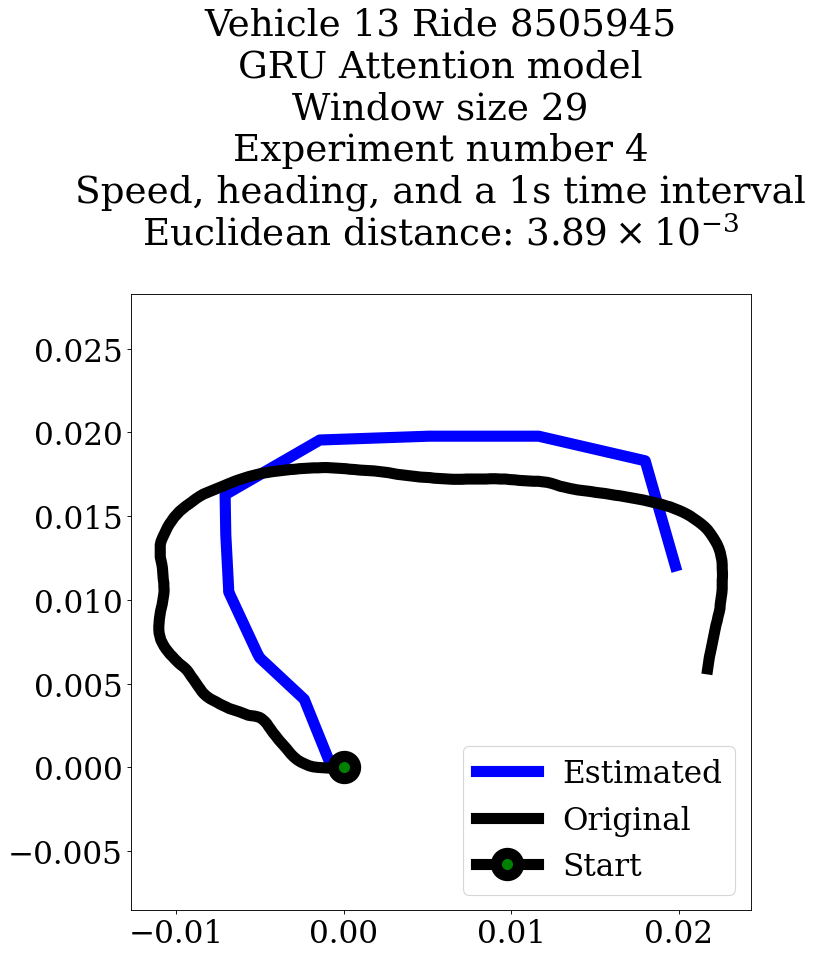 Vehicle 13 Ride 8505945
GRU Attention model
Window size 29
Experiment number 4
Speed, heading, and a 1s time interval
Euclidean distance: 3.89 × 10⁻³
0.025
0.020
0.015
0.010
0.005
0.000
−0.005
−0.01 0.00 0.01 0.02
Estimated
Original
Start